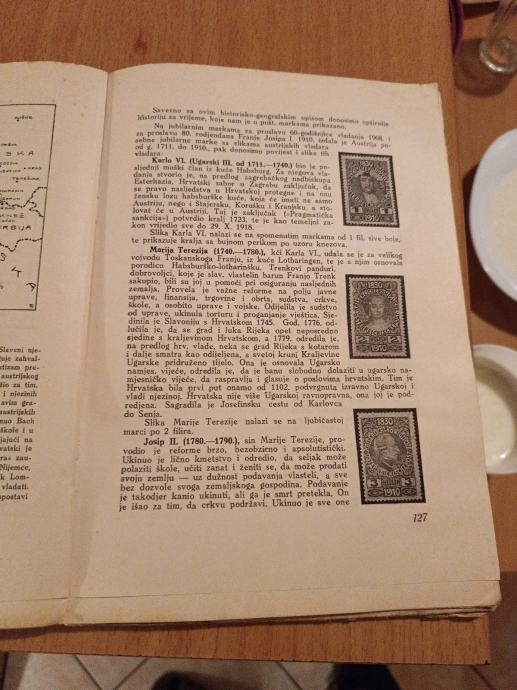 Savezno sa ovim historisko-geografskim opisom donosimo opširnije
historiju za vrijeme, koje nam je u pošt. markama prikazano.
Na jubilarnim markama za proslavu 60-godišnjice vladanja 1908. i
za proslavu 80. rodjendana Franje Josipa I. 1910. izdala je Austrija po-
sebne jubilarne marke sa slikama austrijskih vladara
od g. 1711. do 1910., pak donosimo povijest i slike tih
vladara:
Karlo VI. (Ugarski III. od 1711.—1740.) bio je po-
sljednji muški član iz kuće Habsburg. Za njegova vla-
danja stvorio je, na predlog zagrebačkog nadbiskupa
Esterhazia, Hrvatski sabor u Zagrebu zaključak, da
se pravo nasljedstva u Hrvatskoj protegne i na onu
žensku lozu habsburške kuće, koja će imati ne samo
Austriju, nego i Štajersku, Korušku i Kranjsku, a sto-
lovat će u Austriji. Taj je zaključak (»Pragmatička
sankcija«) potvrdio kralj 1723. te je kao temeljni za-
kon vrijedio sve do 29. X. 1918.
Slika Karla VI. nalazi se na spomenutim markama od 1 fil. sive boje,
te prikazuje kralja sa bujnom perikom po uzoru knezova.
Marija Terezija (1740.—1780.), kći Karla VI., udala se je za velikog
vojvodu Toskanskoga Franju, iz kuće Lotharingen, te je s njim osnovala
porodicu Habsburško-lotharinšku. Trenkovi panduri,
dobrovoljci, koje je slav. vlastelin barun Franjo Trenk
sakupio, bili su joj u pomoći pri osiguranju nasljednih
zemalja. Provela je važne reforme na polju javne
uprave, finansija, trgovine i obrta, sudstva, crkve,
škole, a osobito uprave i vojske. Odijelila je sudstvo
od uprave, ukinula torturu i proganjanje vještica. Sje-
dinila je Slavoniju s Hrvatskom 1745. God. 1776. od-
lučila je, da se grad i luka Rijeka opet neposredno
sjedine s kraljevinom Hrvatskom, a 1779. odredila je,
na predlog hrv. vlade, neka se grad Rijeka s kotarom
i dalje smatra kao odijeljena, a svetoj kruni Kraljevine
Ugarske pridruženo tijelo. Ona je osnovala Ugarsko
namjes. vijeće, odredila je, da je banu slobodno dolaziti u ugarsko na-
mjesničko vijeće, da raspravlja i glasuje o poslovima hrvatskim. Tim je
Hrvatska bila prvi put onamo od 1102. podvrgnuta izravno Ugarskoj i
vladi njezinoj. Hrvatska nije više Ugarskoj ravnopravna, ona joj je pod-
redjena. Sagradila je Josefinsku cestu od Karlovca
do Senja.
Slika Marije Terezije nalazi se na ljubičastoj
marci po 2 filira.
Josip II. (1780.—1790.), sin Marije Terezije, pro-
vodio je reforme brzo, bezobzirno i apsolutistički.
Ukinuo je lično kmetstvo i odredio, da seljak može
polaziti škole, učiti zanat i ženiti se, da može prodati
svoju zemlju — uz dužnost podavanja vlasteli, a sve
bez dozvole svoga zemaljskoga gospodina. Podavanje
je takodjer kanio ukinuti, ali ga je smrt pretekla. On
je išao za tim, da crkvu podržavi. Ukinuo je sve one
127
1910
1830
2 2
1910
1830
3 1910 3